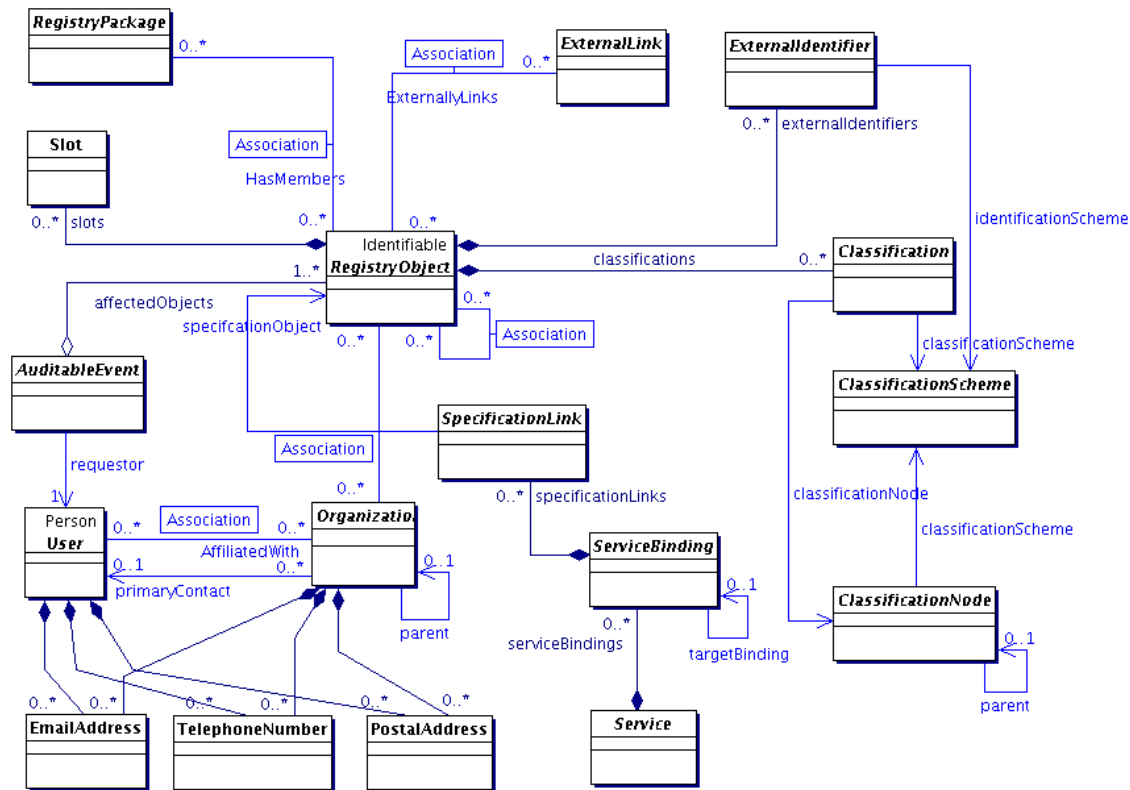 RegistryPackage
0..*
Association
0..*
ExternalLink
ExternallyLinks
ExternalIdentifier
0..* externalIdentifiers
Slot
Association
HasMembers
0..* slots
0..*
0..*
identificationScheme
Identifiable
RegistryObject
classifications
0..*
Classification
1..*
affectedObjects
specifcationObject
0..*
0..*
0..*
Association
classificationScheme
AuditableEvent
ClassificationScheme
SpecificationLink
Association
requestor
0..*
0..* specificationLinks
classificationNode
1
Person
User
0..*
Association
0..*
Organization
AffiliatedWith
classificationScheme
ServiceBinding
0..1
0..*
primaryContact
0..1
0..1
ClassificationNode
parent
0..*
serviceBindings
targetBinding
0..1
parent
0..*
0..*
0..*
0..*
0..*
0..*
EmailAddress
TelephoneNumber
PostalAddress
Service